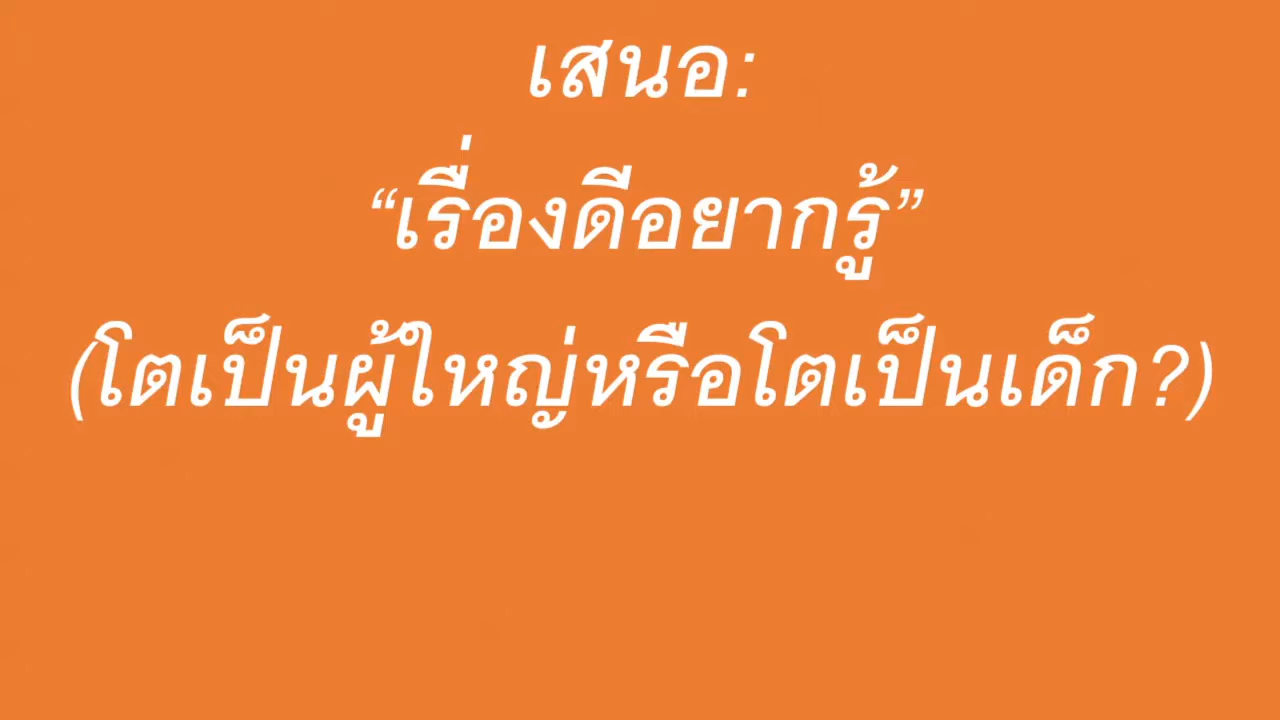 เสนอ:
“เรื่องดีอยากรู้”
(โตเป็นผู้ใหญ่หรือโตเป็นเด็ก?)